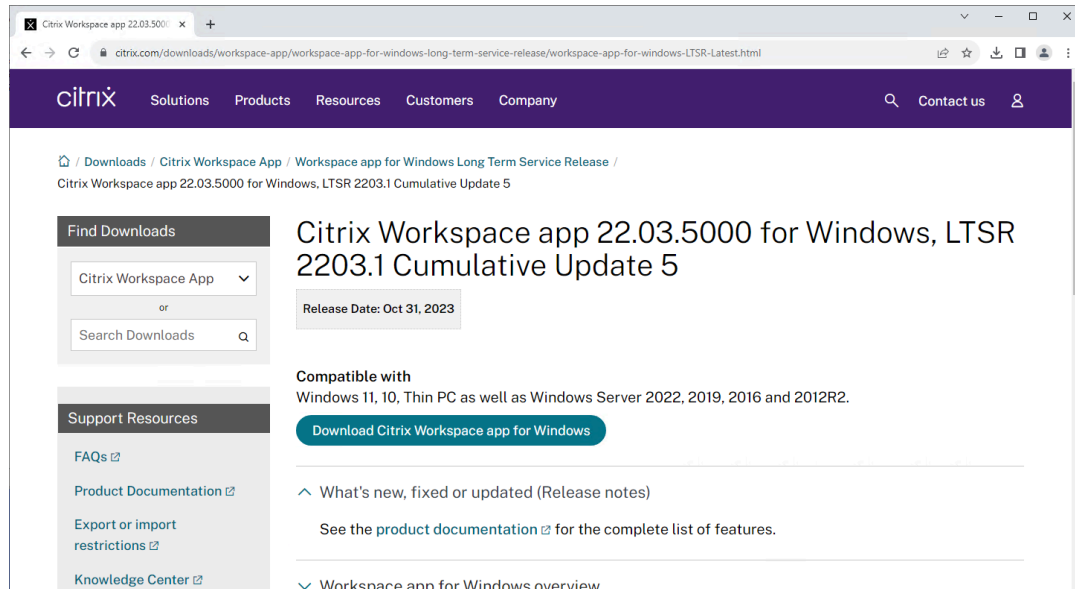 Citrix Workspace app 22.03.5000
citrix.com/downloads/workspace-app/workspace-app-for-windows-long-term-service-release/workspace-app-for-windows-LTSR-Latest.html
citrix Solutions Products Resources Customers Company Contact us
/ Downloads / Citrix Workspace App / Workspace app for Windows Long Term Service Release /
Citrix Workspace app 22.03.5000 for Windows, LTSR 2203.1 Cumulative Update 5
Find Downloads
Citrix Workspace App
or
Search Downloads
Support Resources
FAQs
Product Documentation
Export or import
restrictions
Knowledge Center
Citrix Workspace app 22.03.5000 for Windows, LTSR
2203.1 Cumulative Update 5
Release Date: Oct 31, 2023
Compatible with
Windows 11, 10, Thin PC as well as Windows Server 2022, 2019, 2016 and 2012R2.
Download Citrix Workspace app for Windows
What's new, fixed or updated (Release notes)
See the product documentation for the complete list of features.
Workspace app for Windows overview